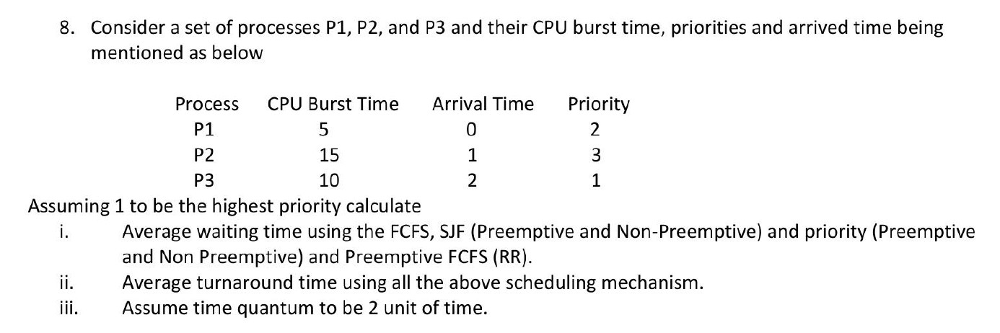 8. Consider a set of processes P1, P2, and P3 and their CPU burst time, priorities and arrived time being
mentioned as below
Process CPU Burst Time Arrival Time Priority
P1 5 0 2
P2 15 1 3
P3 10 2 1
Assuming 1 to be the highest priority calculate
i. Average waiting time using the FCFS, SJF (Preemptive and Non-Preemptive) and priority (Preemptive
and Non Preemptive) and Preemptive FCFS (RR).
ii. Average turnaround time using all the above scheduling mechanism.
iii. Assume time quantum to be 2 unit of time.